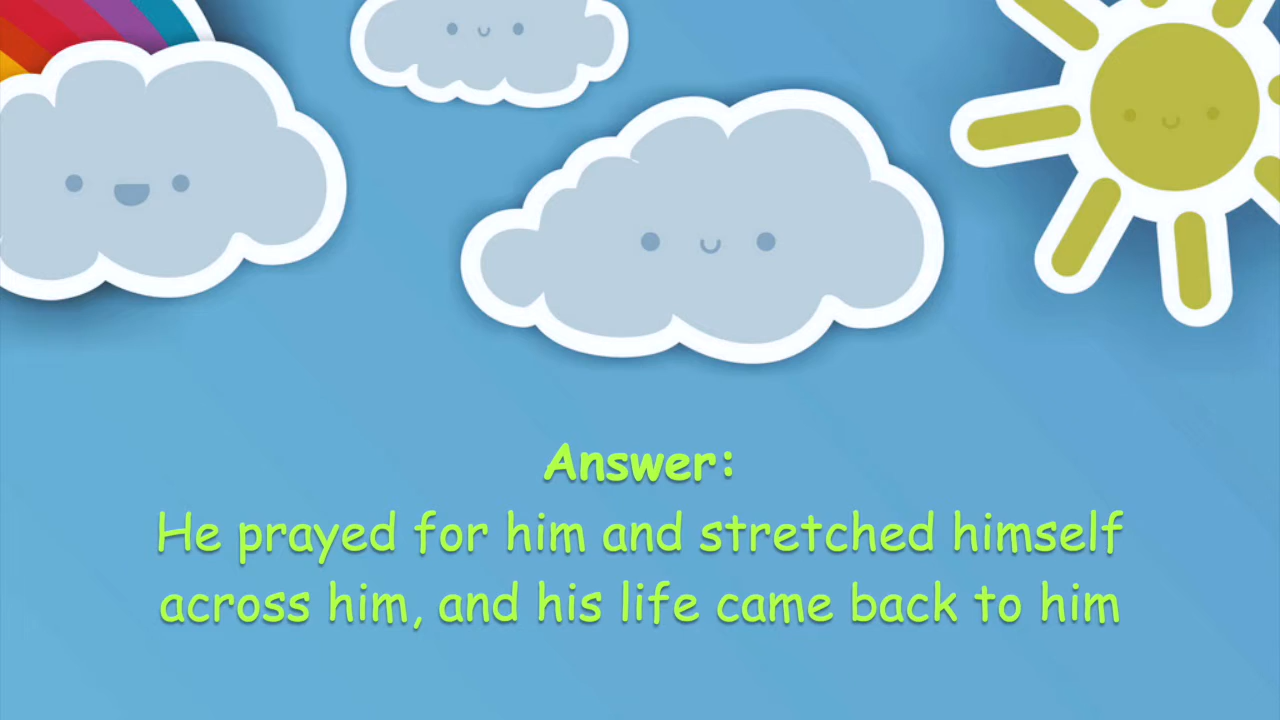 Answer:
He prayed for him and stretched himself
across him, and his life came back to him